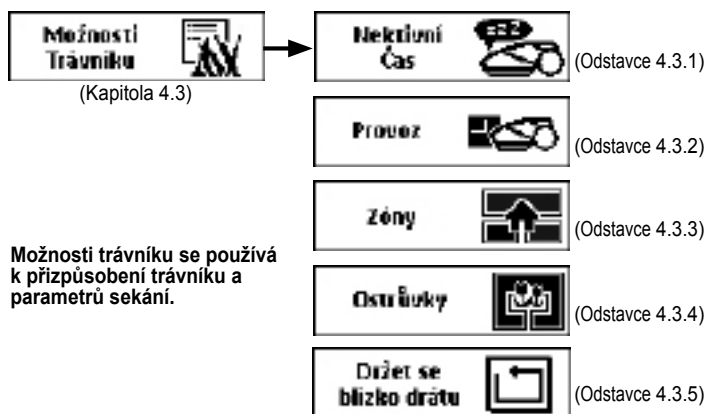 Možnosti
Trávníku
(Kapitola 4.3)
Nektivní
Čas
(Odstavce 4.3.1)
Provoz
(Odstavce 4.3.2)
Zóny
(Odstavce 4.3.3)
Možnosti trávníku se používá
k přizpůsobení trávníku a
parametrů sekání.
Ostrůvky
(Odstavce 4.3.4)
Držet se
blízko drátu
(Odstavce 4.3.5)